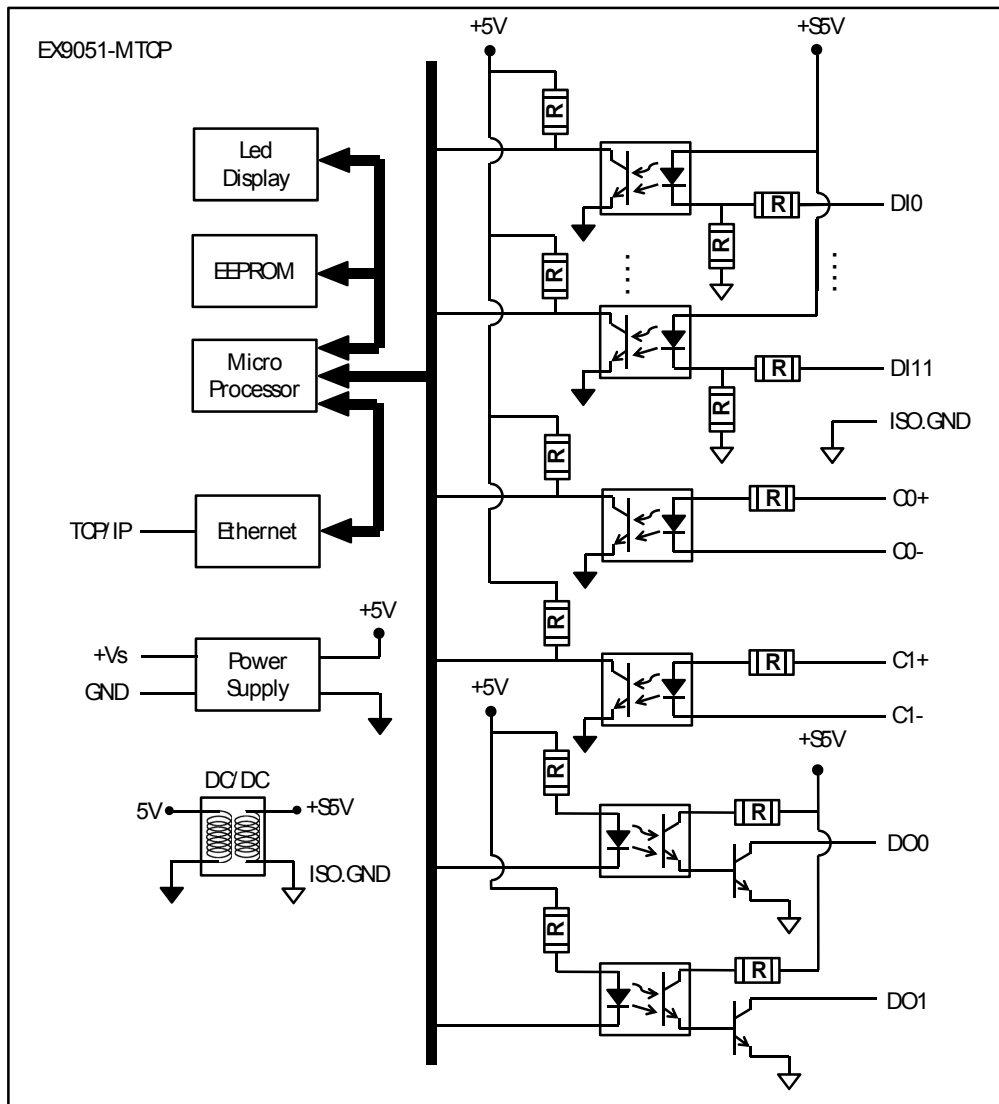 +5V
+S5V
EX9051-MTCP
R
Led
Display
R
DI0
R
EEPROM
R
Micro
Processor
R
DI11
R
ISO.GND
R
R
C0+
TCP/IP
Ethernet
C0-
R
+5V
+Vs
Power
Supply
R
C1+
GND
+5V
C1-
+S5V
DC/DC
R
5V
+S5V
R
DO0
ISO.GND
R
R
DO1